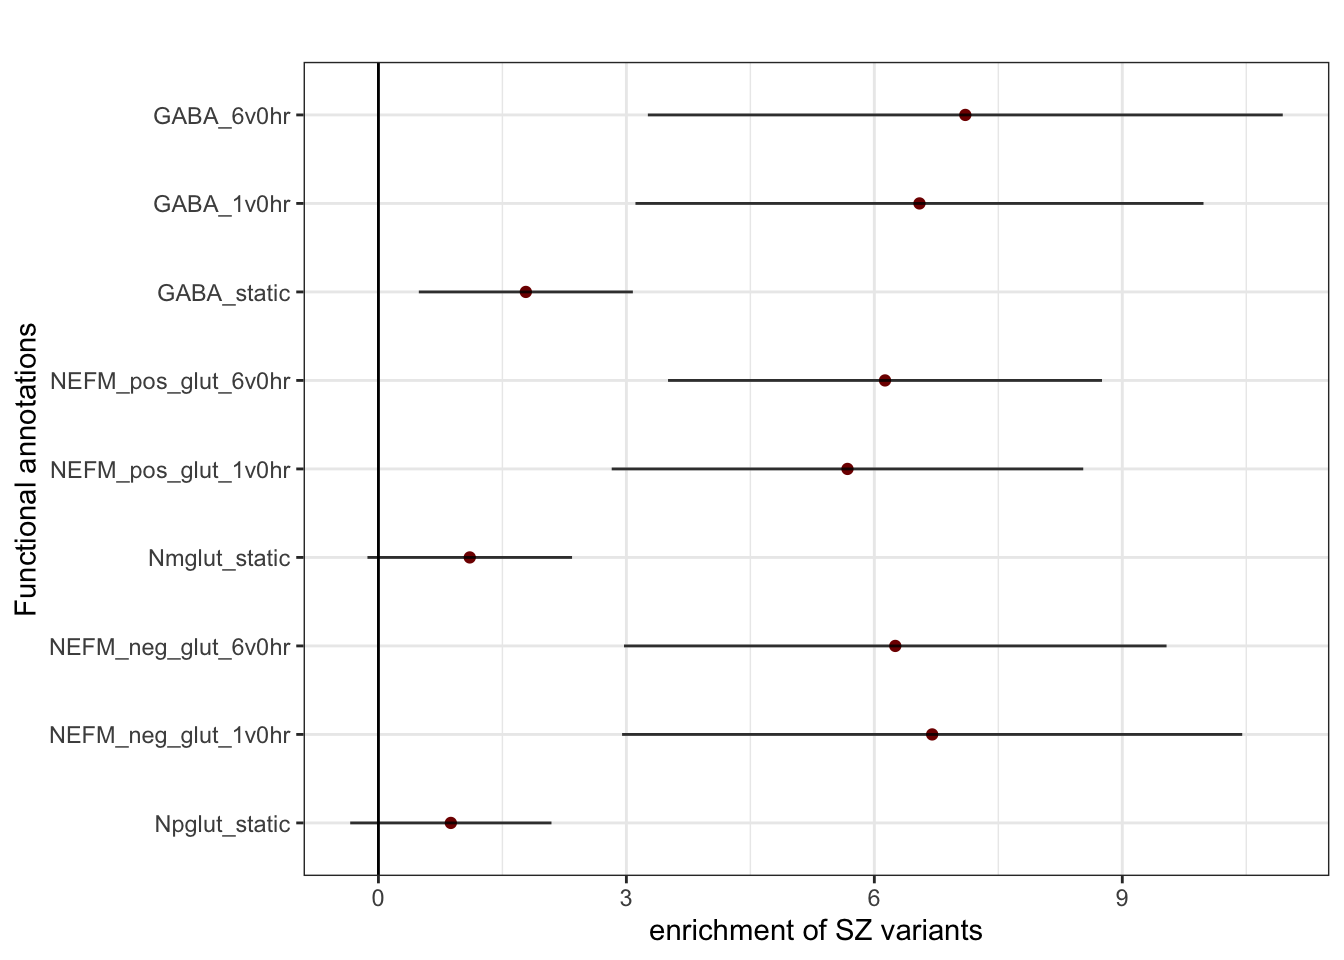 GABA_6v0hr
GABA_1v0hr
GABA_static
NEFM_pos_glut_6v0hr
NEFM_pos_glut_1v0hr
Nmglut_static
NEFM_neg_glut_6v0hr
NEFM_neg_glut_1v0hr
Npglut_static
Functional annotations
0 3 6 9
enrichment of SZ variants